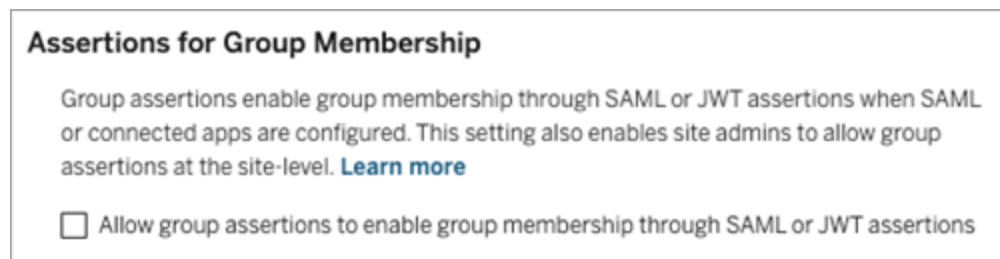 Assertions for Group Membership
Group assertions enable group membership through SAML or JWT assertions when SAML
or connected apps are configured. This setting also enables site admins to allow group
assertions at the site-level. Learn more
Allow group assertions to enable group membership through SAML or JWT assertions